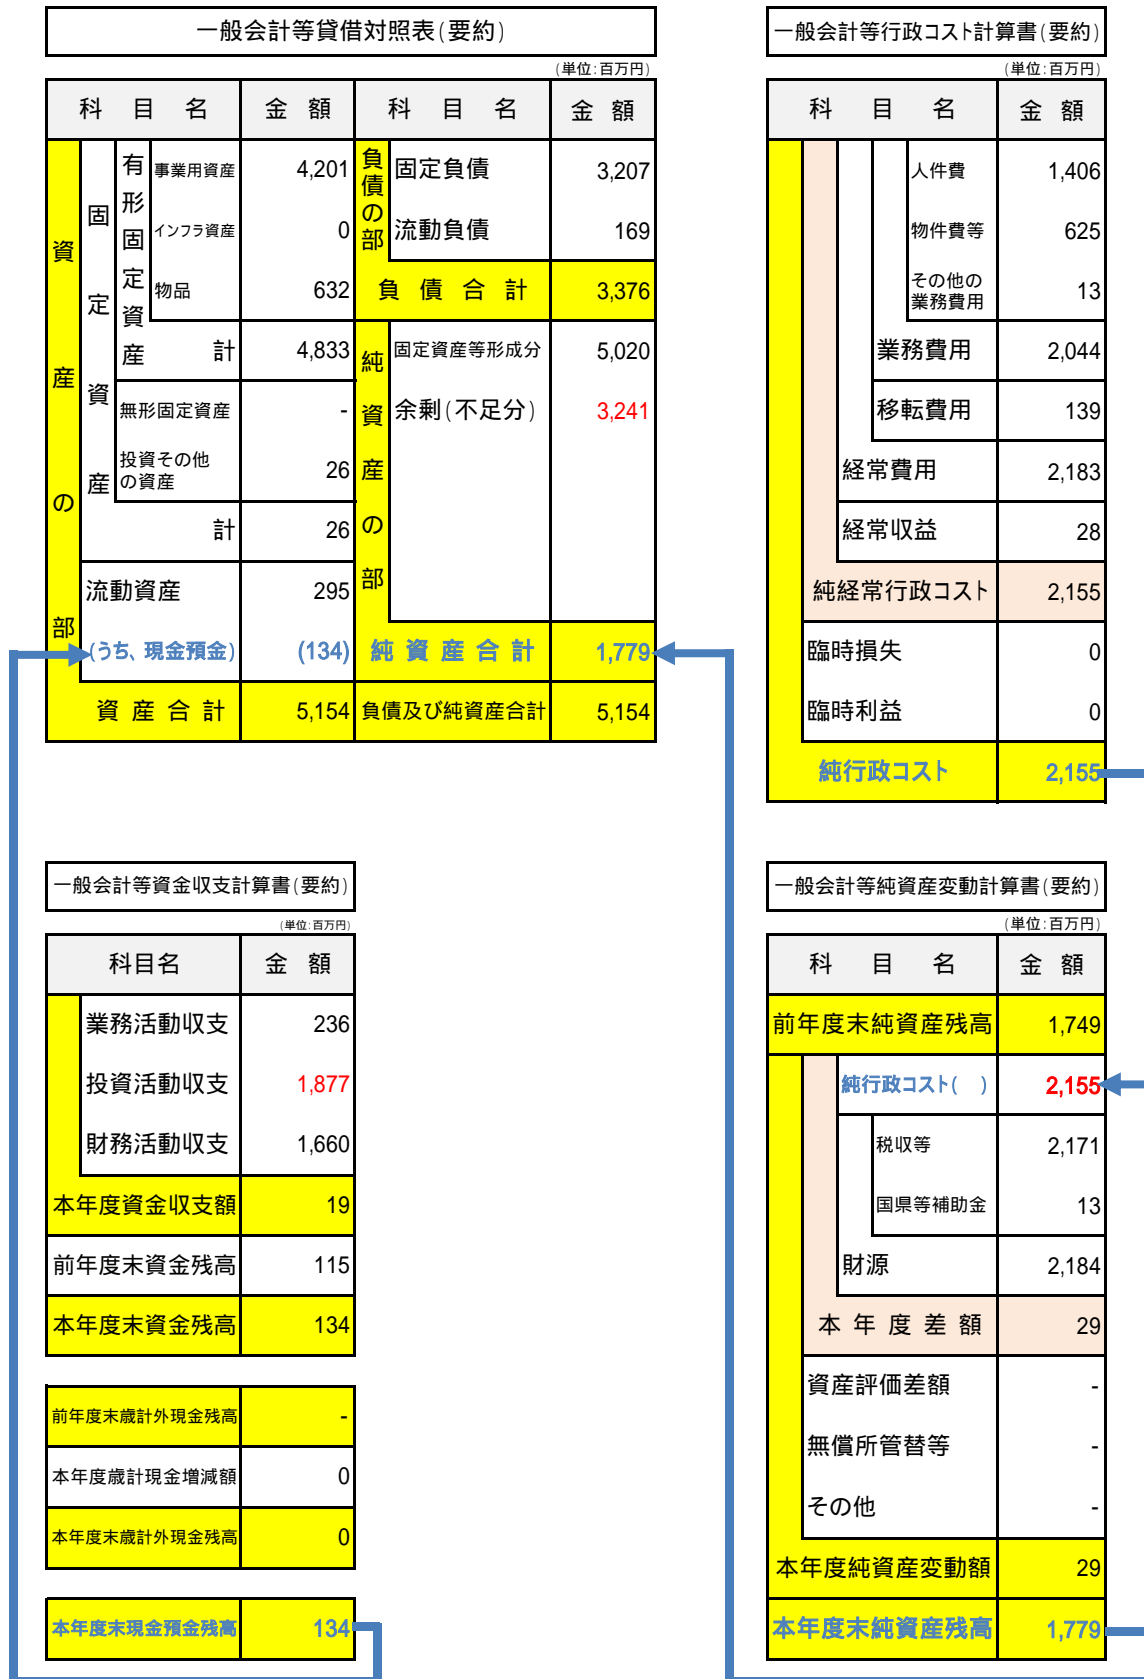 一般会計等貸借対照表(要約)
(単位:百万円)
科 目 名 金 額 科 目 名 金 額
資産の部
固定資産
有形固定資産
事業用資産 4,201
インフラ資産 0
物品 632
計 4,833
無形固定資産 -
投資その他
の資産 26
計 26
流動資産 295
(うち、現金預金) (134)
資 産 合 計 5,154
負債の部
固定負債 3,207
流動負債 169
負 債 合 計 3,376
純資産の部
固定資産等形成分 5,020
余剰(不足分) 3,241
純 資 産 合 計 1,779
負債及び純資産合計 5,154
一般会計等行政コスト計算書(要約)
(単位:百万円)
科 目 名 金 額
人件費 1,406
物件費等 625
その他の
業務費用 13
業務費用 2,044
移転費用 139
経常費用 2,183
経常収益 28
純経常行政コスト 2,155
臨時損失 0
臨時利益 0
純行政コスト 2,155
一般会計等資金収支計算書(要約)
(単位:百万円)
科目名 金 額
業務活動収支 236
投資活動収支 1,877
財務活動収支 1,660
本年度資金収支額 19
前年度末資金残高 115
本年度末資金残高 134
前年度末歳計外現金残高 -
本年度歳計現金増減額 0
本年度末歳計外現金残高 0
本年度末現金預金残高 134
一般会計等純資産変動計算書(要約)
(単位:百万円)
科 目 名 金 額
前年度末純資産残高 1,749
純行政コスト( ) 2,155
税収等 2,171
国県等補助金 13
財源 2,184
本 年 度 差 額 29
資産評価差額 -
無償所管替等 -
その他 -
本年度純資産変動額 29
本年度末純資産残高 1,779